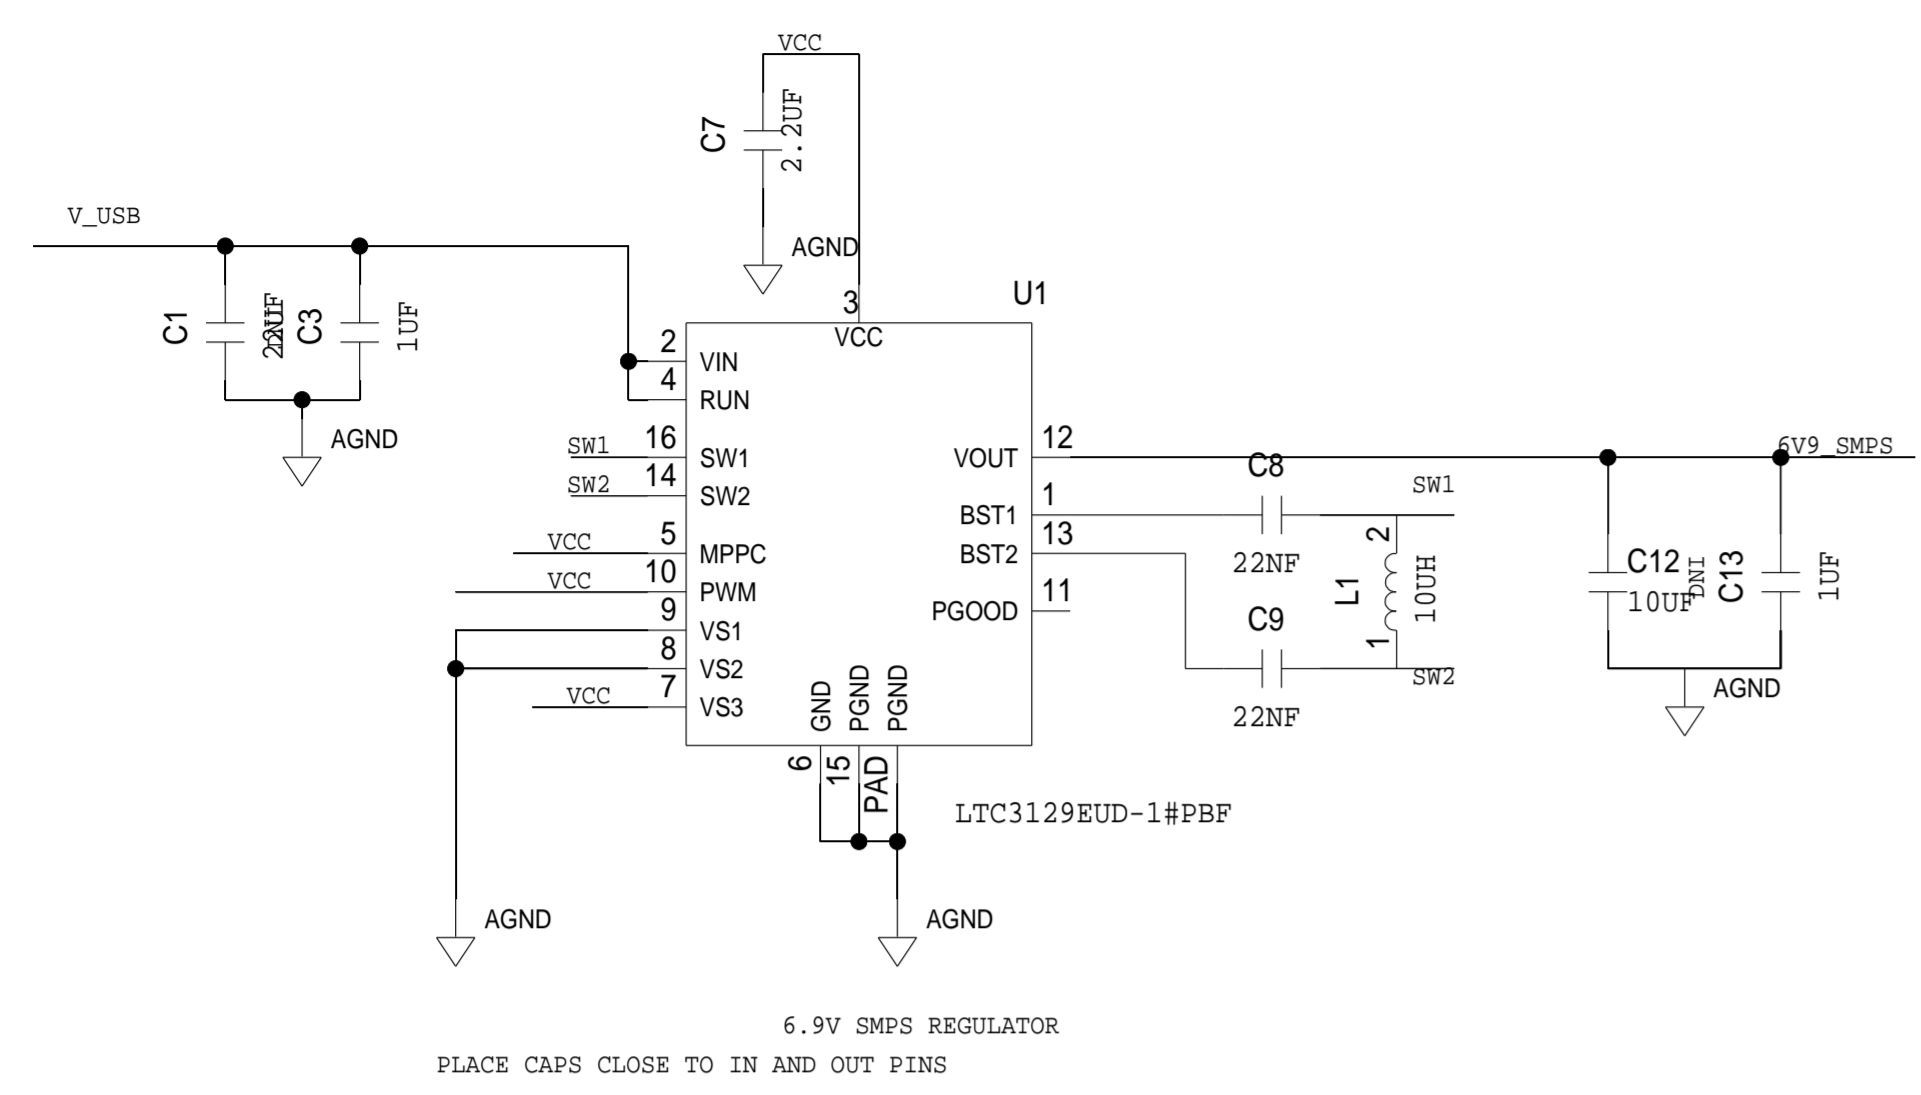 VCC
C7
2.2UF
AGND
V_USB
C1
C3
1UF
AGND
U1
3
VCC
2
VIN
4
RUN
SW1
16
SW1
SW2
14
SW2
VCC
5
MPPC
VCC
10
PWM
9
VS1
8
VS2
VCC
7
VS3
12
VOUT
1
BST1
13
BST2
11
PGOOD
GND
PGND
PGND
6
15
PAD
LTC3129EUD-1#PBF
AGND
AGND
C8
22NF
C9
22NF
SW1
2
L1
10UH
1
SW2
6V9_SMPS
C12
10UF
DNI
C13
1UF
AGND
6.9V SMPS REGULATOR
PLACE CAPS CLOSE TO IN AND OUT PINS